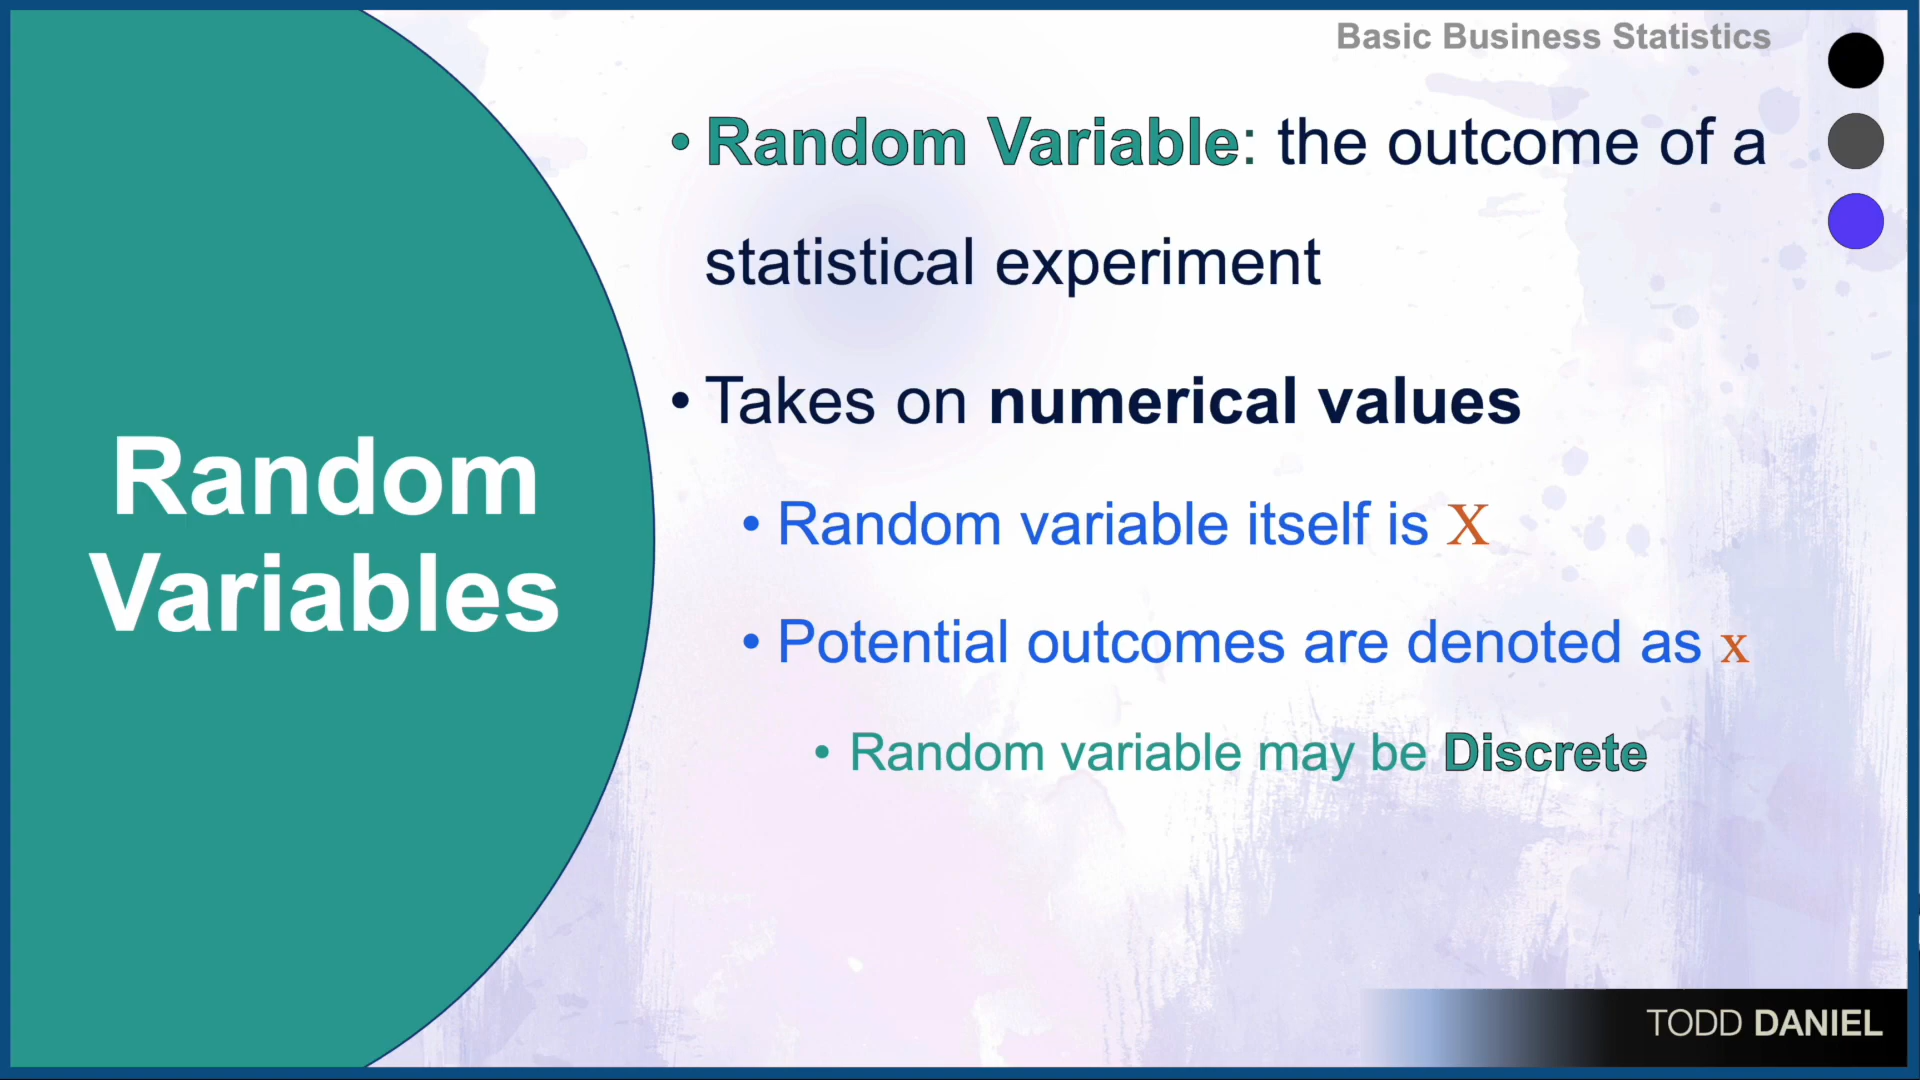 Basic Business Statistics
Random
Variables
• Random Variable: the outcome of a
statistical experiment
• Takes on numerical values
• Random variable itself is X
• Potential outcomes are denoted as x
• Random variable may be Discrete
TODD DANIEL